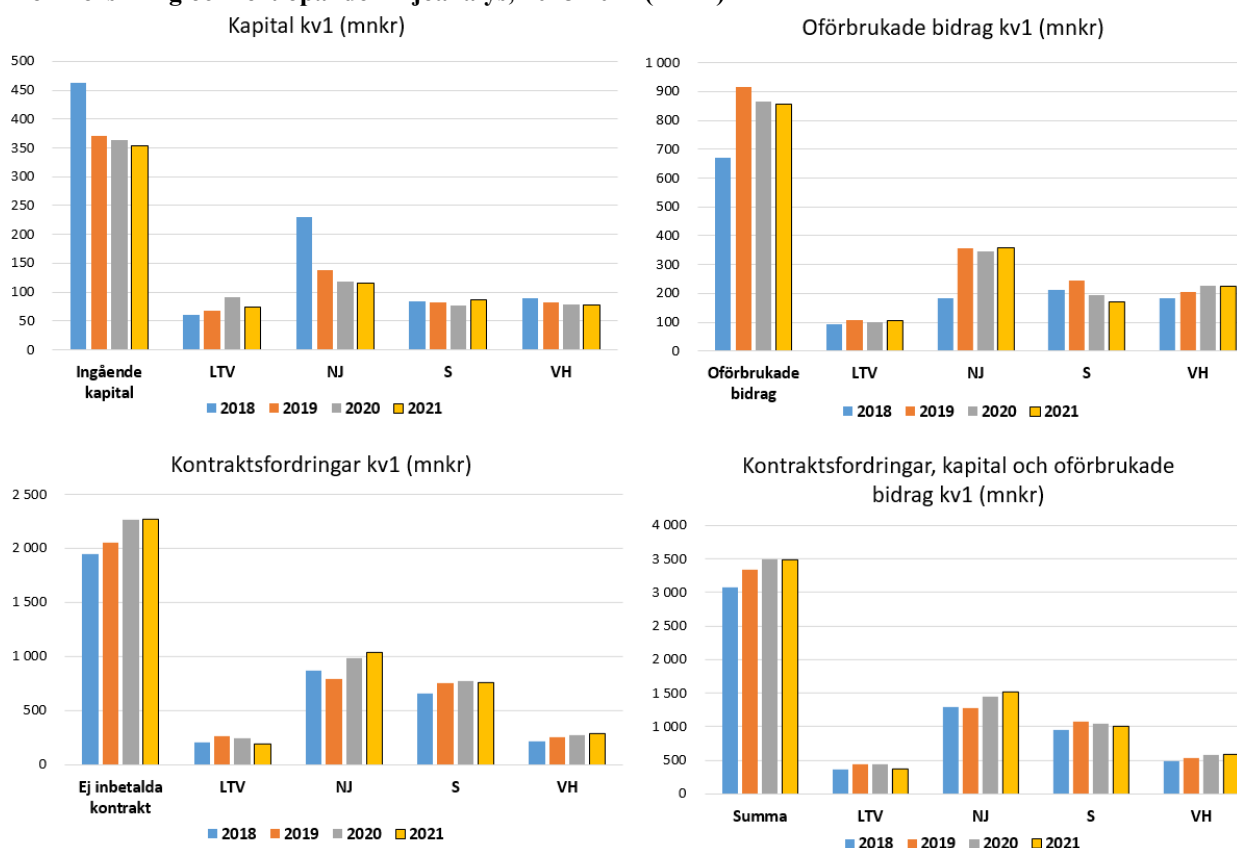 Kapital kv1 (mnkr)
500
450
400
350
300
250
200
150
100
50
0
Ingående
kapital
LTV
NJ
S
VH
2018 2019 2020 2021
Oförbrukade bidrag kv1 (mnkr)
1 000
900
800
700
600
500
400
300
200
100
0
Oförbrukade
bidrag
LTV
NJ
S
VH
2018 2019 2020 2021
Kontraktsfordringar kv1 (mnkr)
2 500
2 000
1 500
1 000
500
0
Ej inbetalda
kontrakt
LTV
NJ
S
VH
2018 2019 2020 2021
Kontraktsfordringar, kapital och oförbrukade
bidrag kv1 (mnkr)
4 000
3 500
3 000
2 500
2 000
1 500
1 000
500
0
Summa
LTV
NJ
S
VH
2018 2019 2020 2021